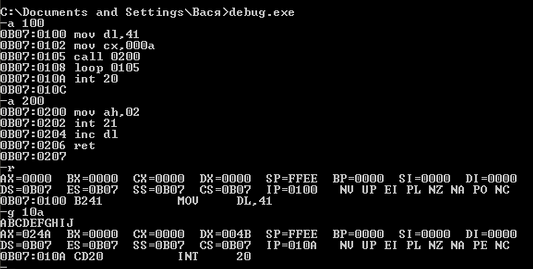 C:\Documents and Settings\Вася>debug.exe
-a 100
0B07:0100 mov dl,41
0B07:0102 mov cx,000a
0B07:0105 call 0200
0B07:0108 loop 0105
0B07:010A int 20
0B07:010C
-a 200
0B07:0200 mov ah,02
0B07:0202 int 21
0B07:0204 inc dl
0B07:0206 ret
0B07:0207
-r
AX=0000  BX=0000  CX=0000  DX=0000  SP=FFEE  BP=0000  SI=0000  DI=0000
DS=0B07  ES=0B07  SS=0B07  CS=0B07  IP=0100   NV UP EI PL NZ NA PO NC
0B07:0100 B241          MOV     DL,41
-g 10a
ABCDEFGHIJ
AX=024A  BX=0000  CX=0000  DX=004B  SP=FFEE  BP=0000  SI=0000  DI=0000
DS=0B07  ES=0B07  SS=0B07  CS=0B07  IP=010A   NV UP EI PL NZ NA PE NC
0B07:010A CD20          INT     20
-